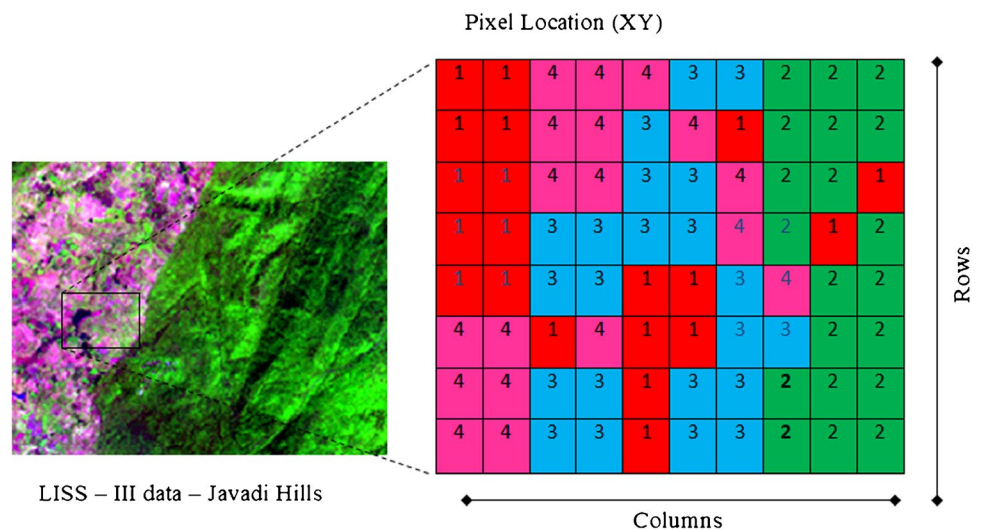 Pixel Location (XY)
1 1 4 4 4 3 3 2 2 2
1 1 4 4 3 4 1 2 2 2
1 1 4 4 3 3 4 2 2 1
1 1 3 3 3 3 4 2 1 2
1 1 3 3 1 1 3 4 2 2
4 4 1 4 1 1 3 3 2 2
4 4 3 3 1 3 3 2 2 2
4 4 3 3 1 3 3 2 2 2
Rows
LISS – III data – Javadi Hills
Columns